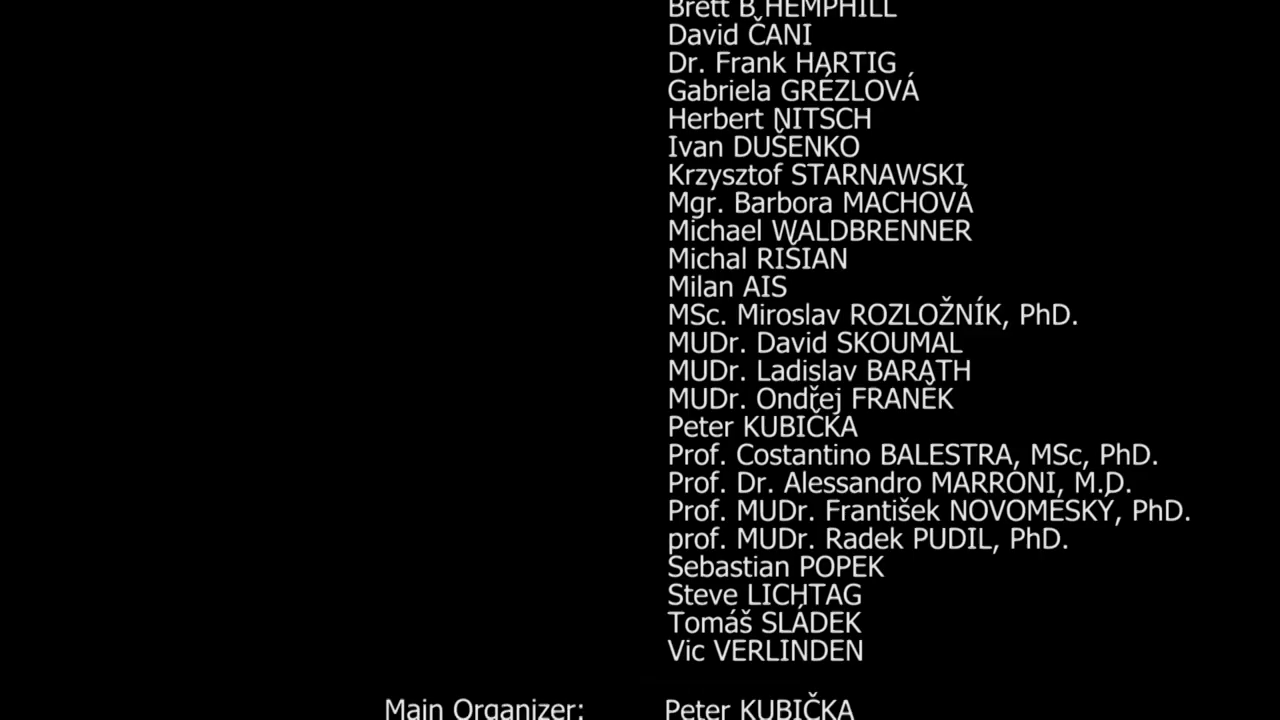 Brett B HEMPHILL
David ČANI
Dr. Frank HARTIG
Gabriela GRÉZLOVÁ
Herbert NITSCH
Ivan DUŠENKO
Krzysztof STARNAWSKI
Mgr. Barbora MACHOVÁ
Michael WALDBRENNER
Michal RIŠIAN
Milan AIS
MSc. Miroslav ROZLOŽNÍK, PhD.
MUDr. David SKOUMAL
MUDr. Ladislav BARATH
MUDr. Ondřej FRANĚK
Peter KUBIČKA
Prof. Costantino BALESTRA, MSc, PhD.
Prof. Dr. Alessandro MARRONI, M.D.
Prof. MUDr. František NOVOMESKÝ, PhD.
prof. MUDr. Radek PUDIL, PhD.
Sebastian POPEK
Steve LICHTAG
Tomáš SLÁDEK
Vic VERLINDEN
Main Organizer: Peter KUBIČKA